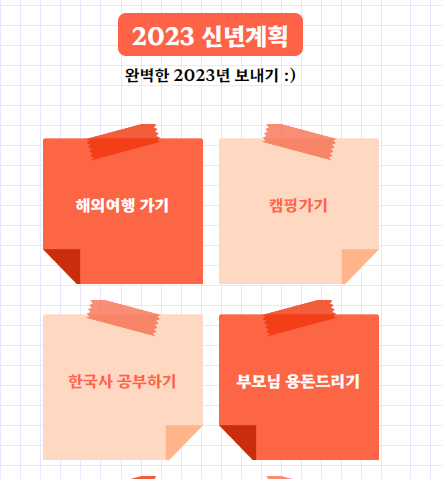 2023 신년계획
완벽한 2023년 보내기 :)
해외여행 가기
캠핑가기
한국사 공부하기
부모님 용돈드리기